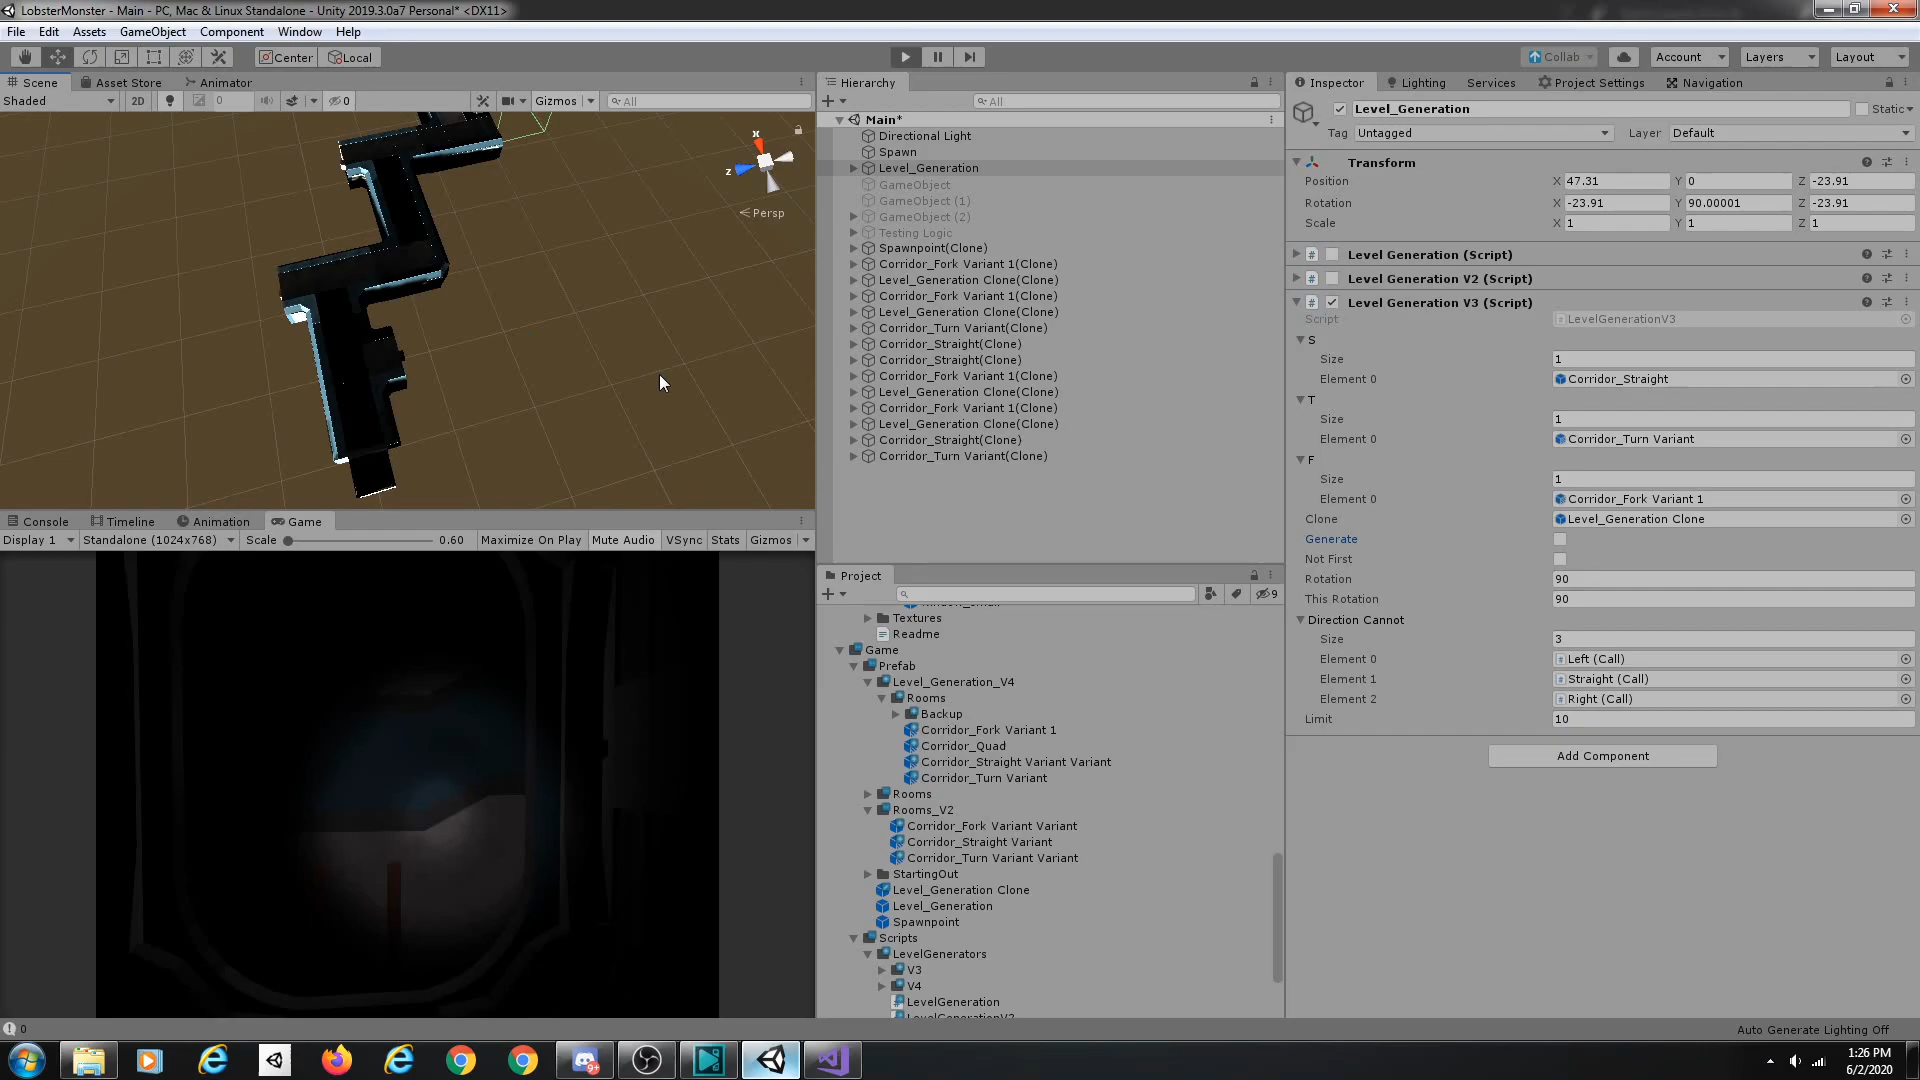 LobsterMonster - Main - PC, Mac & Linux Standalone - Unity 2019.3.0a7 Personal* <DX11>
File Edit Assets GameObject Component Window Help
Center Local Collab Account Layers Layout
Scene Asset Store Animator
Shaded 2D 0 0 Gizmos All
x
z
Persp
Console Timeline Animation Game
Display 1 Standalone (1024x768) Scale 0.60 Maximize On Play Mute Audio VSync Stats Gizmos
Hierarchy
All
Main*
Directional Light
Spawn
Level_Generation
GameObject
GameObject (1)
GameObject (2)
Testing Logic
Spawnpoint(Clone)
Corridor_Fork Variant 1(Clone)
Level_Generation Clone(Clone)
Corridor_Fork Variant 1(Clone)
Level_Generation Clone(Clone)
Corridor_Turn Variant(Clone)
Corridor_Straight(Clone)
Corridor_Straight(Clone)
Corridor_Fork Variant 1(Clone)
Level_Generation Clone(Clone)
Corridor_Fork Variant 1(Clone)
Level_Generation Clone(Clone)
Corridor_Straight(Clone)
Corridor_Turn Variant(Clone)
Project
9
Textures
Readme
Game
Prefab
Level_Generation_V4
Rooms
Backup
Corridor_Fork Variant 1
Corridor_Quad
Corridor_Straight Variant Variant
Corridor_Turn Variant
Rooms
Rooms_V2
Corridor_Fork Variant Variant
Corridor_Straight Variant
Corridor_Turn Variant Variant
StartingOut
Level_Generation Clone
Level_Generation
Spawnpoint
Scripts
LevelGenerators
V3
V4
LevelGeneration
LevelGenerationV2
Inspector Lighting Services Project Settings Navigation
Level_Generation Static
Tag Untagged Layer Default
Transform
Position X 47.31 Y 0 Z -23.91
Rotation X -23.91 Y 90.00001 Z -23.91
Scale X 1 Y 1 Z 1
Level Generation (Script)
Level Generation V2 (Script)
Level Generation V3 (Script)
Script LevelGenerationV3
S
Size 1
Element 0 Corridor_Straight
T
Size 1
Element 0 Corridor_Turn Variant
F
Size 1
Element 0 Corridor_Fork Variant 1
Clone Level_Generation Clone
Generate
Not First
Rotation 90
This Rotation 90
Direction Cannot
Size 3
Element 0 Left (Call)
Element 1 Straight (Call)
Element 2 Right (Call)
Limit 10
Add Component
0
Auto Generate Lighting Off
9+
1:26 PM
6/2/2020